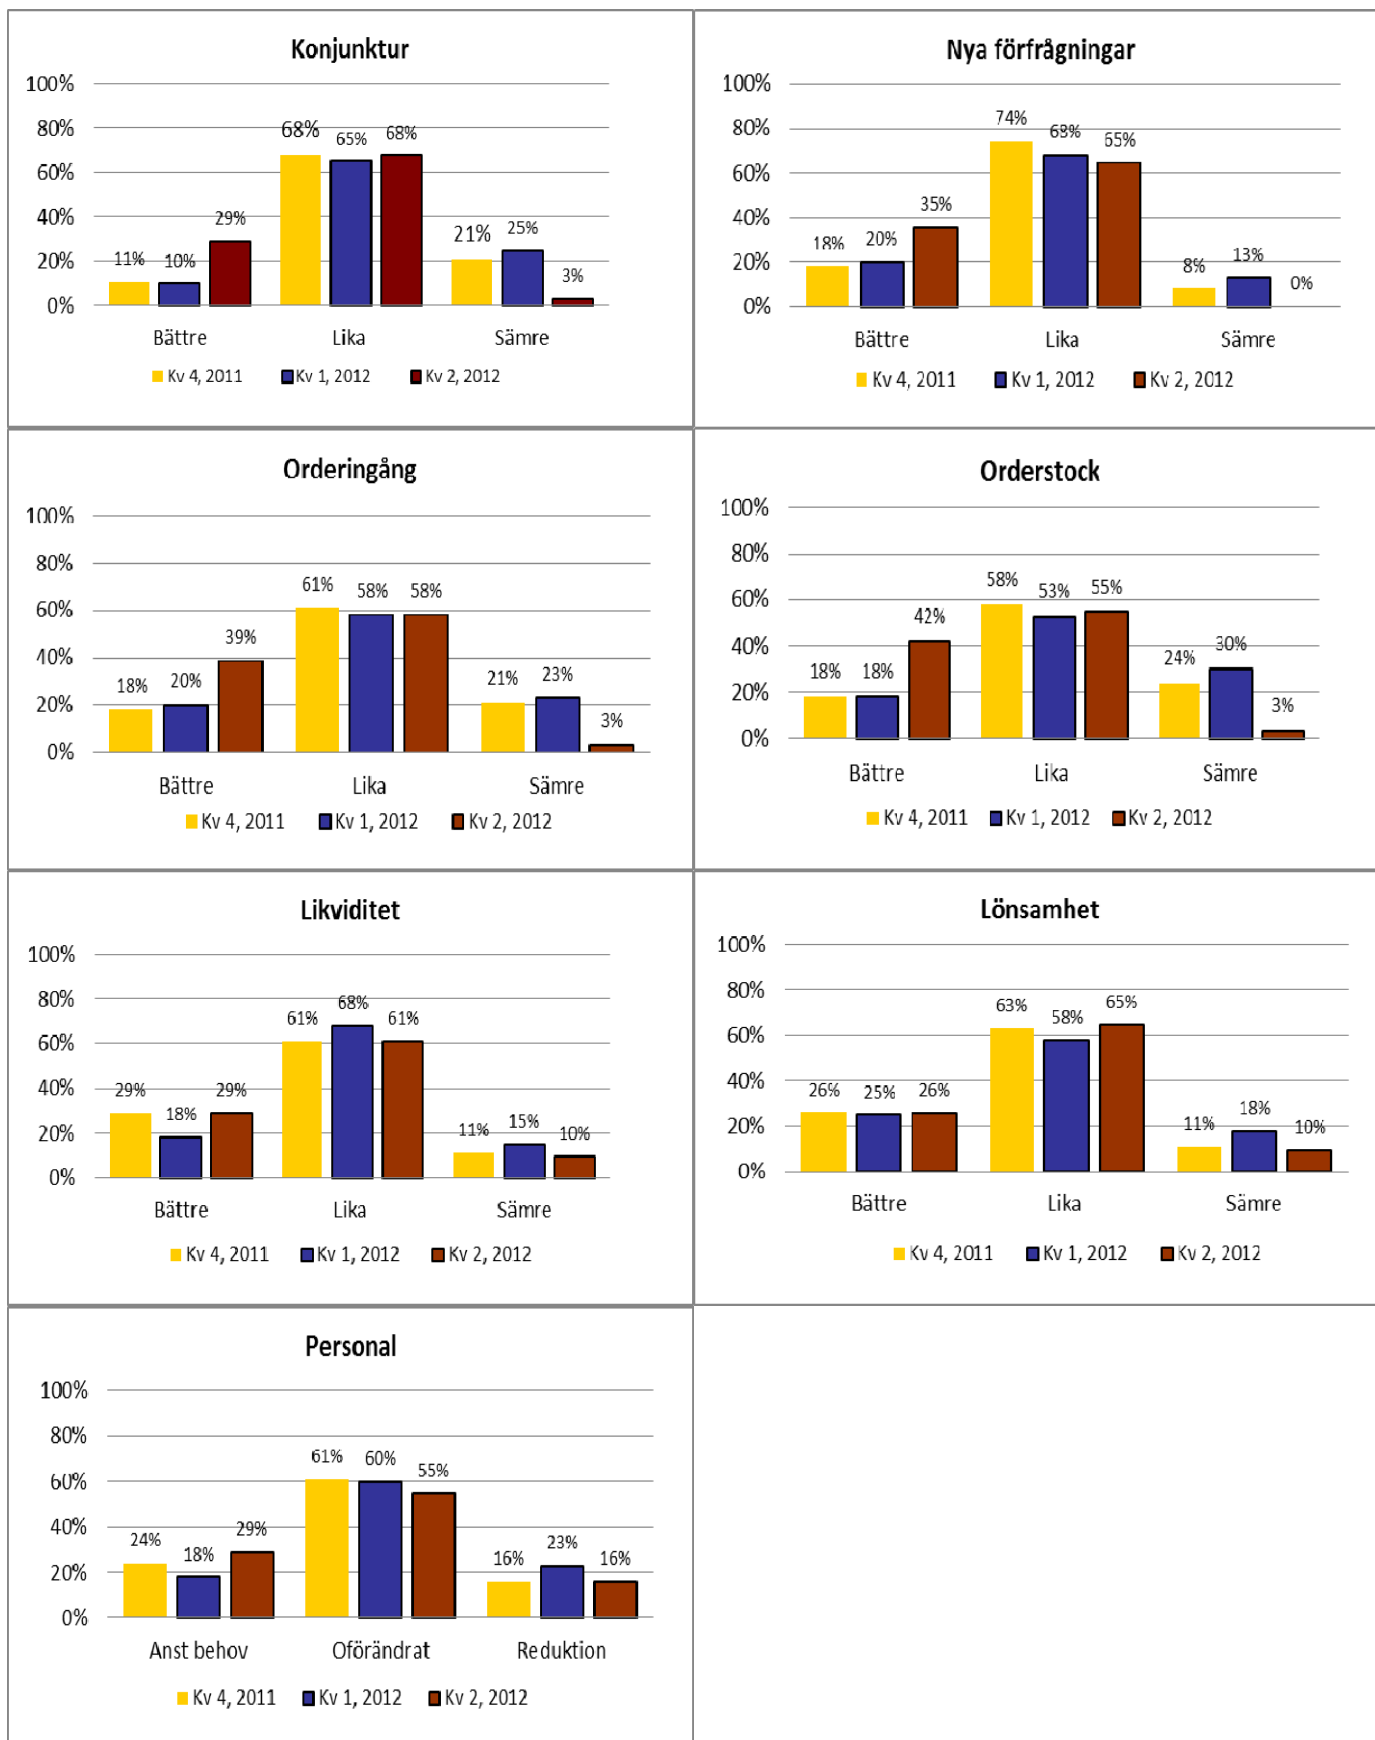 Konjunktur
100%
80%
60%
40%
20%
0%
11% 10% 29% 68% 65% 68% 21% 25% 3%
Bättre Lika Sämre
Kv 4, 2011 Kv 1, 2012 Kv 2, 2012
Nya förfrågningar
100%
80%
60%
40%
20%
0%
18% 20% 35% 74% 68% 65% 8% 13% 0%
Bättre Lika Sämre
Kv 4, 2011 Kv 1, 2012 Kv 2, 2012
Orderingång
100%
80%
60%
40%
20%
0%
18% 20% 39% 61% 58% 58% 21% 23% 3%
Bättre Lika Sämre
Kv 4, 2011 Kv 1, 2012 Kv 2, 2012
Orderstock
100%
80%
60%
40%
20%
0%
18% 18% 42% 58% 53% 55% 24% 30% 3%
Bättre Lika Sämre
Kv 4, 2011 Kv 1, 2012 Kv 2, 2012
Likviditet
100%
80%
60%
40%
20%
0%
29% 18% 29% 61% 68% 61% 11% 15% 10%
Bättre Lika Sämre
Kv 4, 2011 Kv 1, 2012 Kv 2, 2012
Lönsamhet
100%
80%
60%
40%
20%
0%
26% 25% 26% 63% 58% 65% 11% 18% 10%
Bättre Lika Sämre
Kv 4, 2011 Kv 1, 2012 Kv 2, 2012
Personal
100%
80%
60%
40%
20%
0%
24% 18% 29% 61% 60% 55% 16% 23% 16%
Anst behov Oförändrat Reduktion
Kv 4, 2011 Kv 1, 2012 Kv 2, 2012